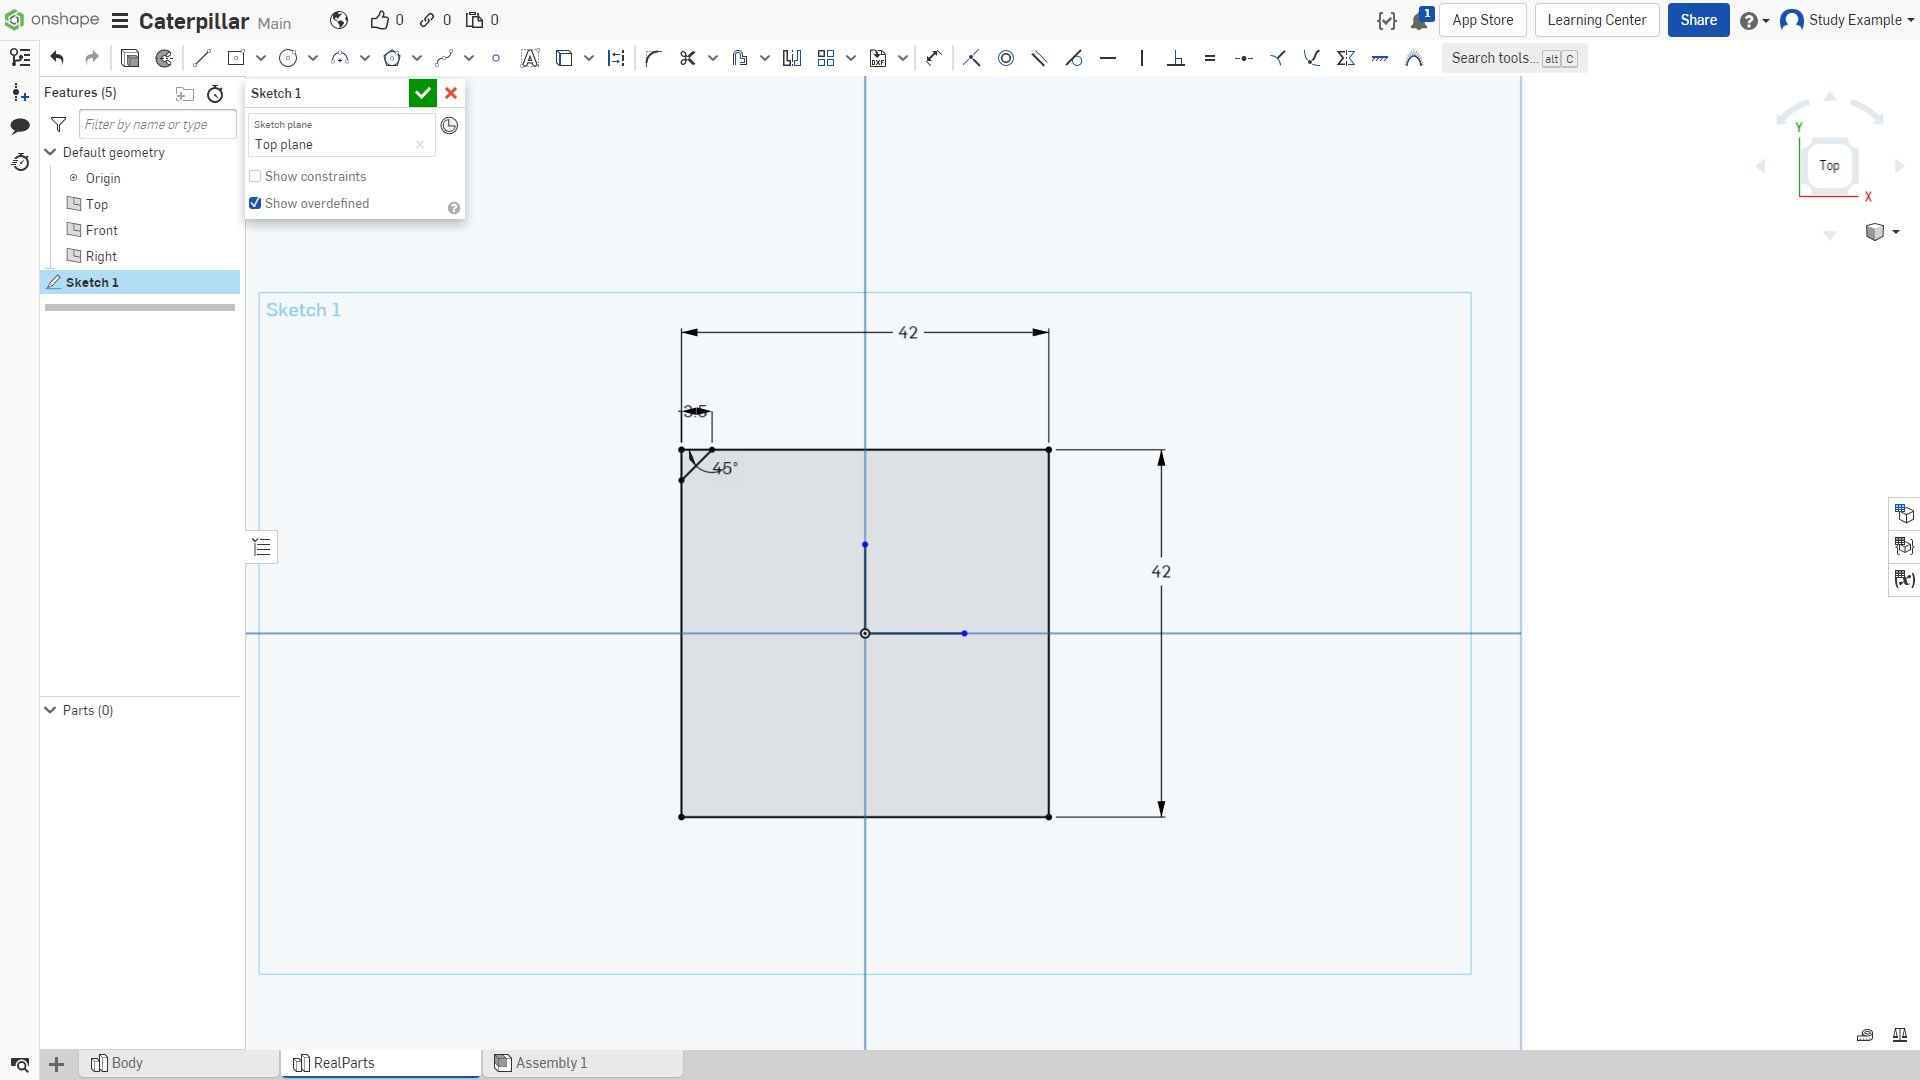 onshape Caterpillar Main 0 0 0 1 App Store Learning Center Share Study Example
Search tools... alt C
Features (5)
Filter by name or type
Default geometry
Origin
Top
Front
Right
Sketch 1
Parts (0)
Sketch 1
Sketch plane
Top plane
Show constraints
Show overdefined
Sketch 1
42
3.5
45°
42
Y
Top
X
Body
RealParts
Assembly 1